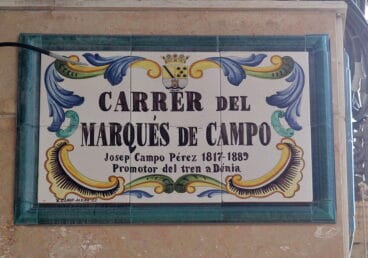 CARRER DEL
MARQUÉS DE CAMPO
Josep Campo Pérez 1817-1889
Promotor del tren a Dénia